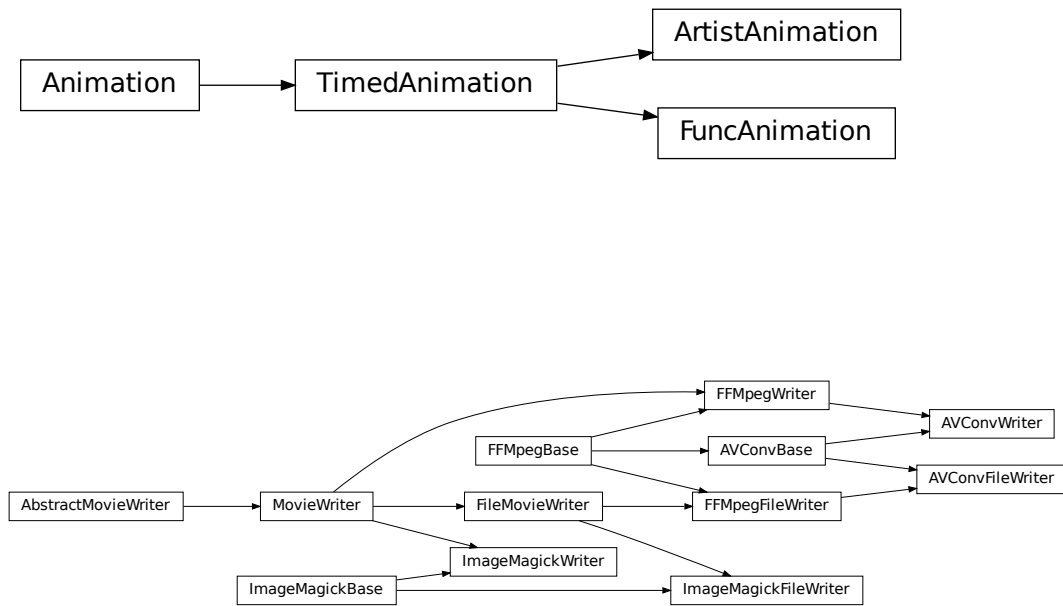 ArtistAnimation
Animation
TimedAnimation
FuncAnimation
FFMpegWriter
AVConvWriter
FFMpegBase
AVConvBase
AVConvFileWriter
AbstractMovieWriter
MovieWriter
FileMovieWriter
FFMpegFileWriter
ImageMagickWriter
ImageMagickBase
ImageMagickFileWriter